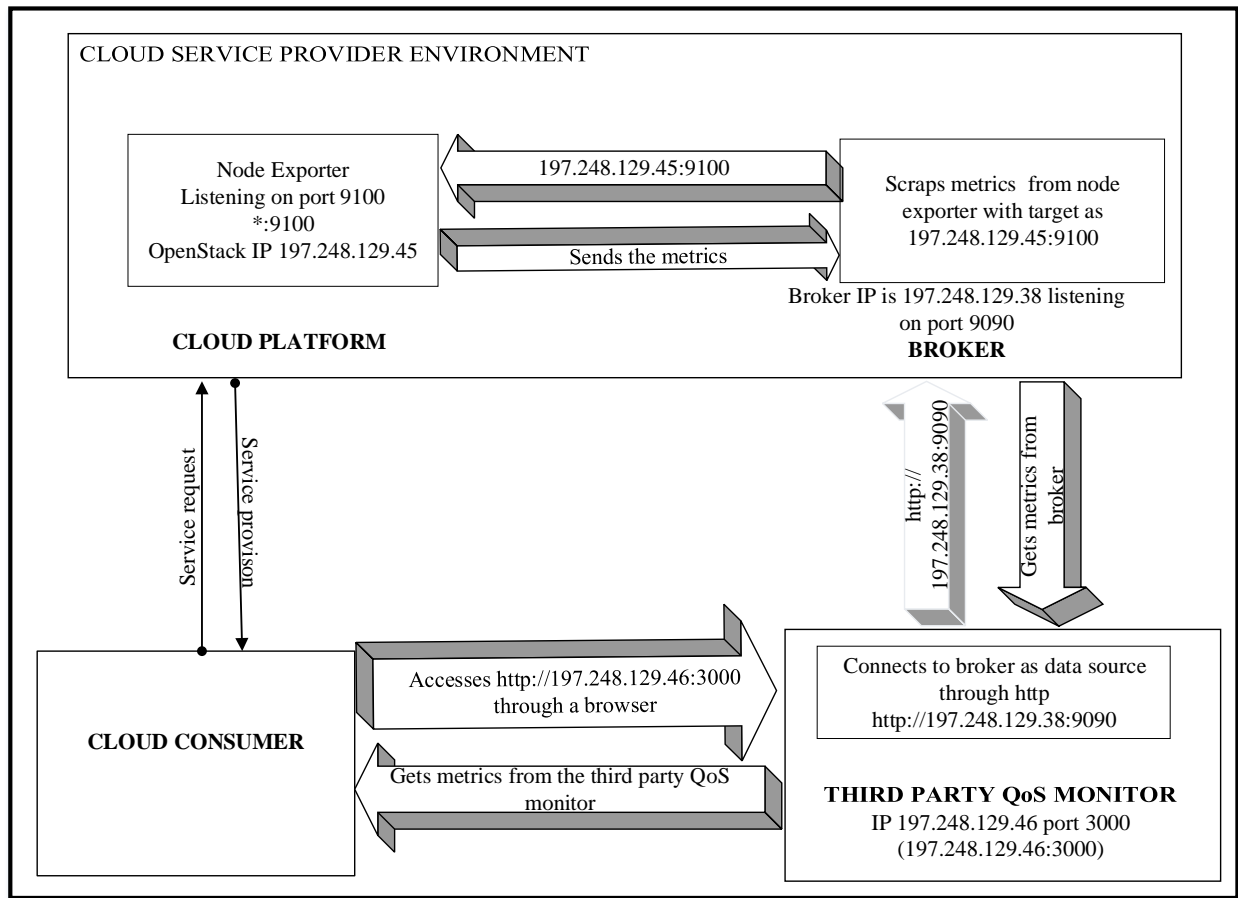 CLOUD SERVICE PROVIDER ENVIRONMENT
Node Exporter
Listening on port 9100
*:9100
OpenStack IP 197.248.129.45
197.248.129.45:9100
Sends the metrics
Scraps metrics from node
exporter with target as
197.248.129.45:9100
Broker IP is 197.248.129.38 listening
on port 9090
CLOUD PLATFORM
BROKER
Service request
Service provison
http://
197.248.129.38:9090
Gets metrics from
broker
Accesses http://197.248.129.46:3000
through a browser
CLOUD CONSUMER
Gets metrics from the third party QoS
monitor
Connects to broker as data source
through http
http://197.248.129.38:9090
THIRD PARTY QoS MONITOR
IP 197.248.129.46 port 3000
(197.248.129.46:3000)